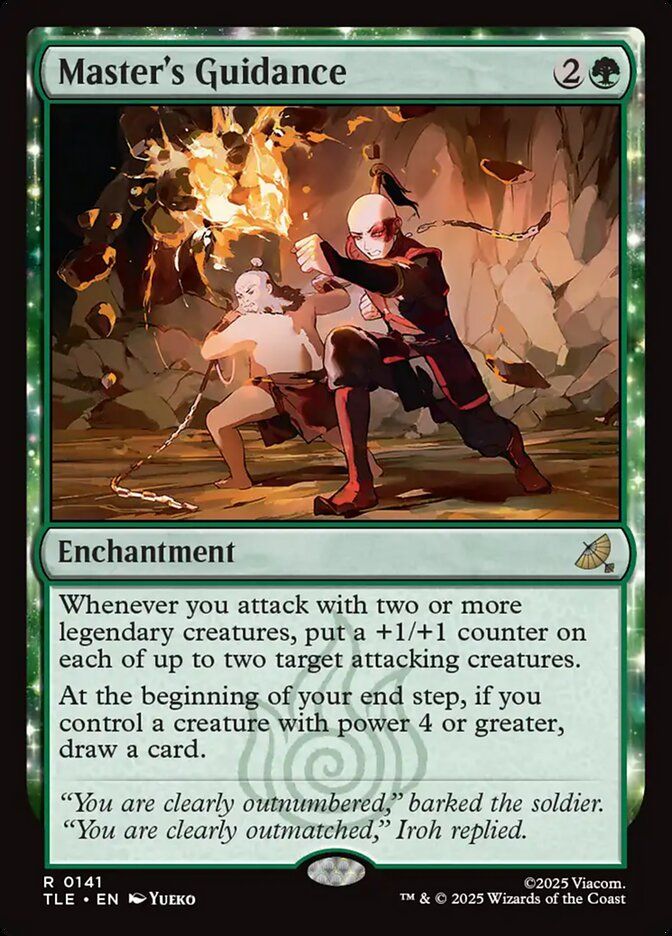 Master's Guidance 2
Enchantment
Whenever you attack with two or more
legendary creatures, put a +1/+1 counter on
each of up to two target attacking creatures.
At the beginning of your end step, if you
control a creature with power 4 or greater,
draw a card.
“You are clearly outnumbered,” barked the soldier.
“You are clearly outmatched,” Iroh replied.
R 0141
©2025 Viacom.
TLE • EN Yueko
™ & © 2025 Wizards of the Coast